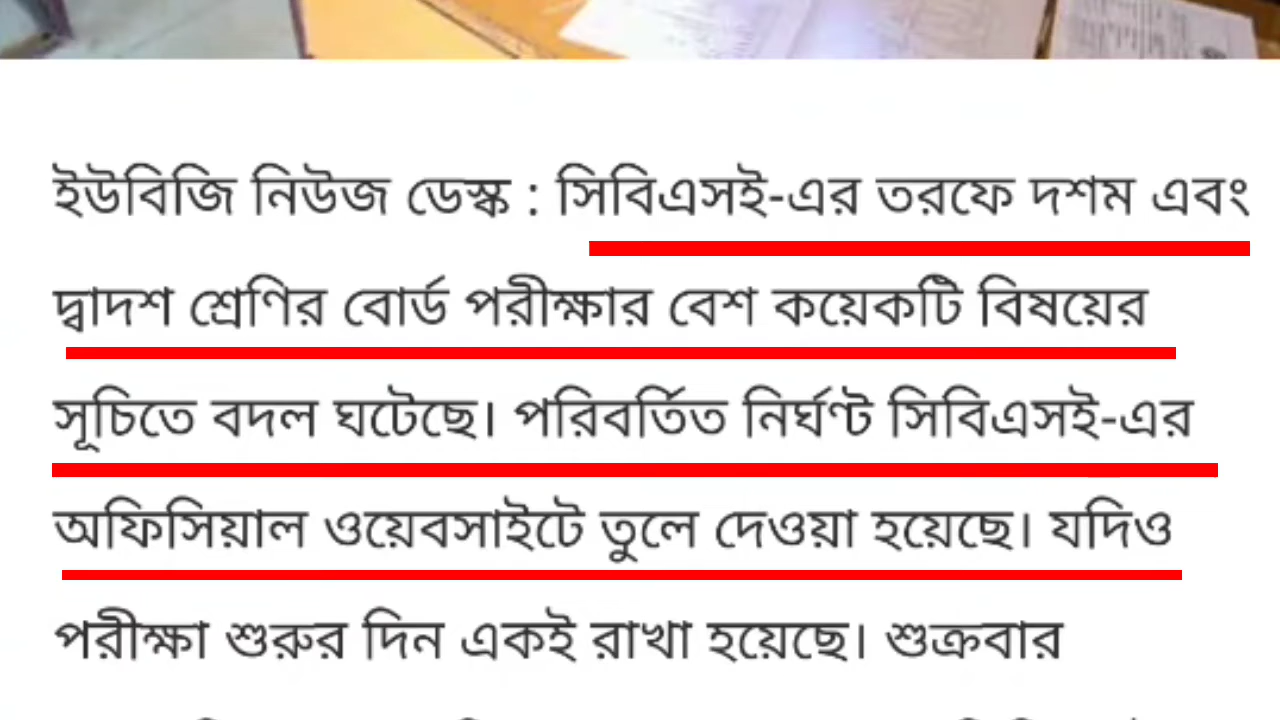 ইউবিজি নিউজ ডেস্ক : সিবিএসই-এর তরফে দশম এবং
দ্বাদশ শ্রেণির বোর্ড পরীক্ষার বেশ কয়েকটি বিষয়ের
সূচিতে বদল ঘটেছে। পরিবর্তিত নির্ঘণ্ট সিবিএসই-এর
অফিসিয়াল ওয়েবসাইটে তুলে দেওয়া হয়েছে। যদিও
পরীক্ষা শুরুর দিন একই রাখা হয়েছে। শুক্রবার